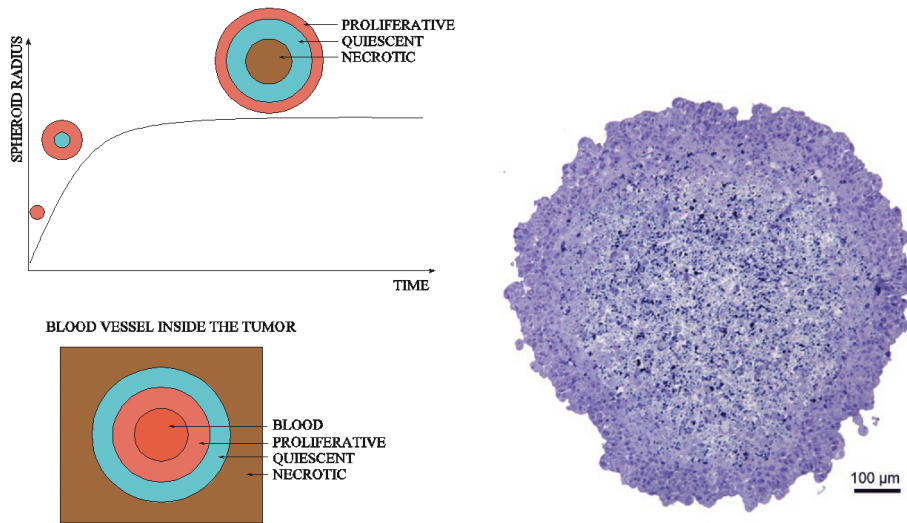 PROLIFERATIVE
QUIESCENT
NECROTIC
SPHEROID RADIUS
TIME
BLOOD VESSEL INSIDE THE TUMOR
BLOOD
PROLIFERATIVE
QUIESCENT
NECROTIC
100 µm